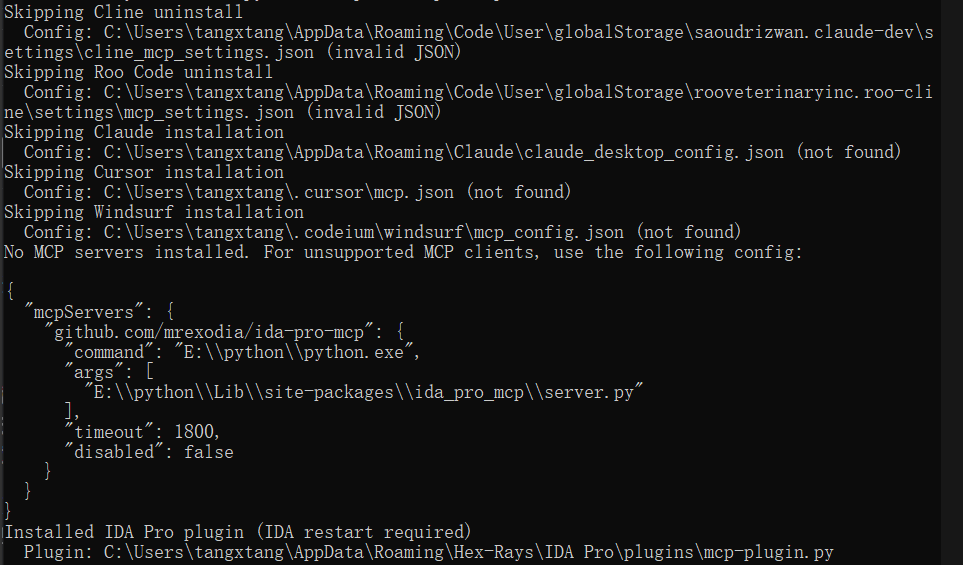 Skipping Cline uninstall
  Config: C:\Users\tangxtang\AppData\Roaming\Code\User\globalStorage\saoudrizwan.claude-dev\s
ettings\cline_mcp_settings.json (invalid JSON)
Skipping Roo Code uninstall
  Config: C:\Users\tangxtang\AppData\Roaming\Code\User\globalStorage\rooveterinaryinc.roo-cli
ne\settings\mcp_settings.json (invalid JSON)
Skipping Claude installation
  Config: C:\Users\tangxtang\AppData\Roaming\Claude\claude_desktop_config.json (not found)
Skipping Cursor installation
  Config: C:\Users\tangxtang\.cursor\mcp.json (not found)
Skipping Windsurf installation
  Config: C:\Users\tangxtang\.codeium\windsurf\mcp_config.json (not found)
No MCP servers installed. For unsupported MCP clients, use the following config:

{
  "mcpServers": {
    "github.com/mrexodia/ida-pro-mcp": {
      "command": "E:\\python\\python.exe",
      "args": [
        "E:\\python\\Lib\\site-packages\\ida_pro_mcp\\server.py"
      ],
      "timeout": 1800,
      "disabled": false
    }
  }
}
Installed IDA Pro plugin (IDA restart required)
  Plugin: C:\Users\tangxtang\AppData\Roaming\Hex-Rays\IDA Pro\plugins\mcp-plugin.py